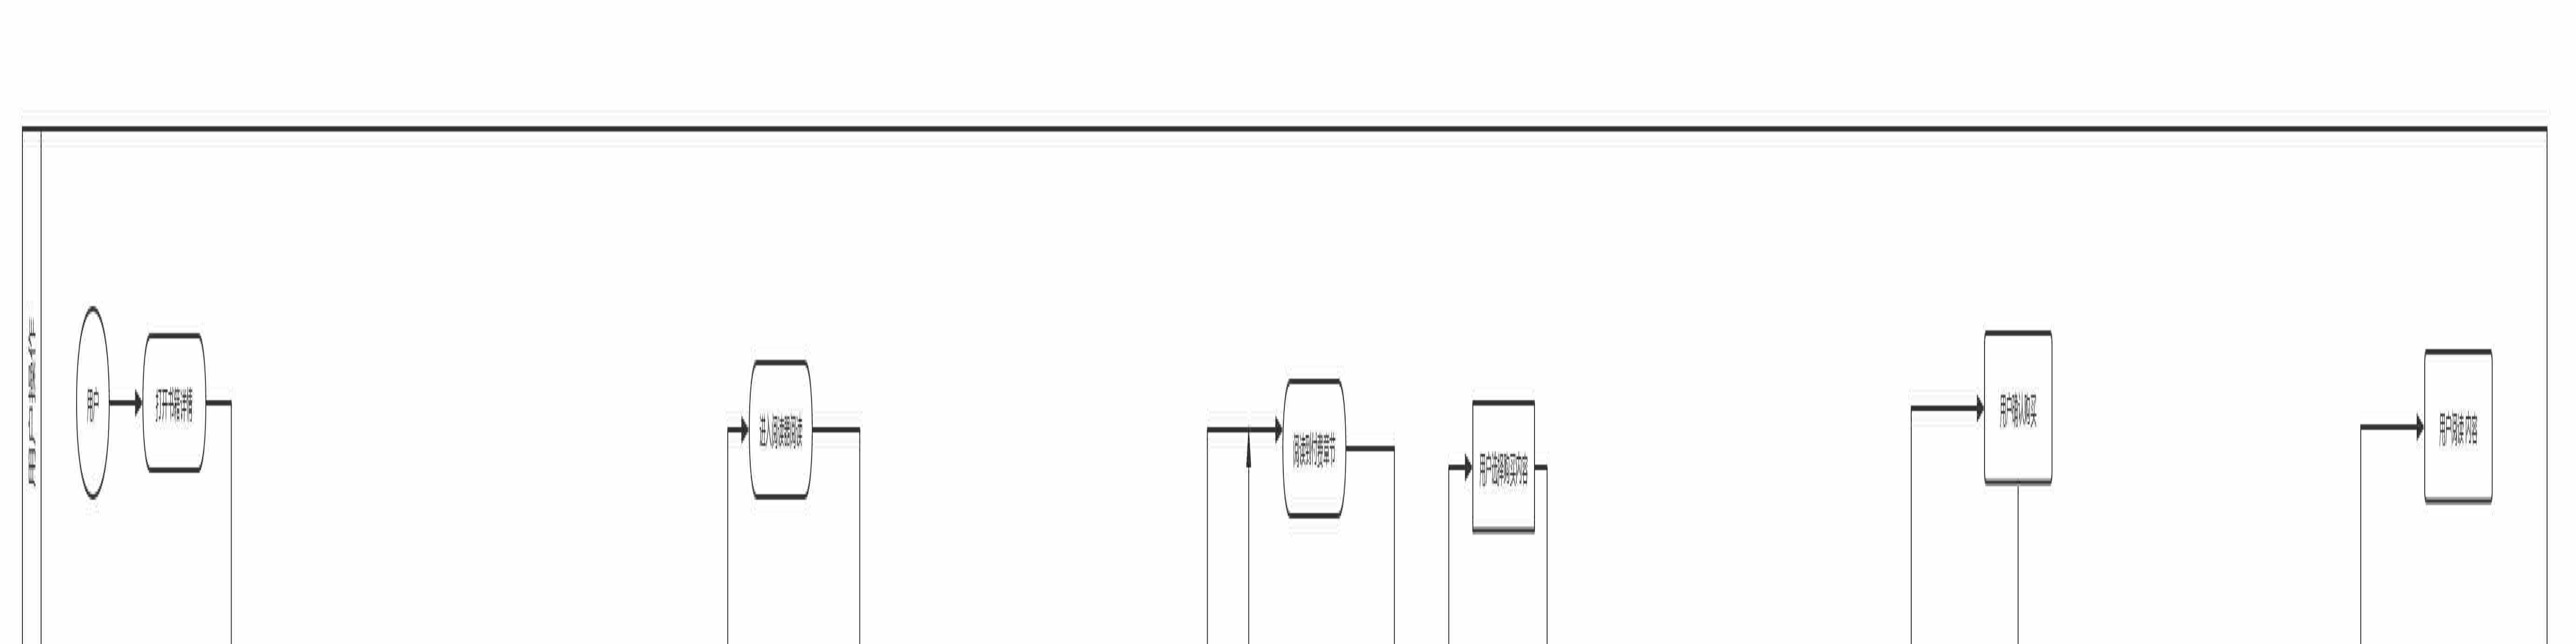 用户操作
用户
打开书籍详情
进入阅读器阅读
阅读到付费章节
用户选择购买内容
用户确认购买
用户阅读内容